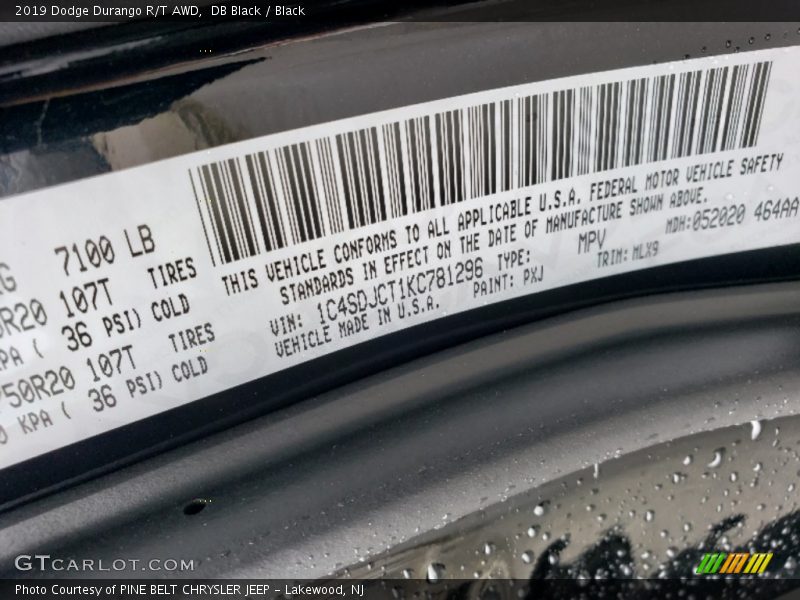 2019 Dodge Durango R/T AWD, DB Black / Black
G 7100 LB
R20 107T TIRES
KPA ( 36 PSI) COLD
50R20 107T TIRES
0 KPA ( 36 PSI) COLD
THIS VEHICLE CONFORMS TO ALL APPLICABLE U.S.A. FEDERAL MOTOR VEHICLE SAFETY
STANDARDS IN EFFECT ON THE DATE OF MANUFACTURE SHOWN ABOVE.
VIN: 1C4SDJCT1KC781296 TYPE: MPV MDH:052020 464AA
VEHICLE MADE IN U.S.A. PAINT: PXJ TRIM: MLX9
GTCARLOT.COM
Photo Courtesy of PINE BELT CHRYSLER JEEP – Lakewood, NJ